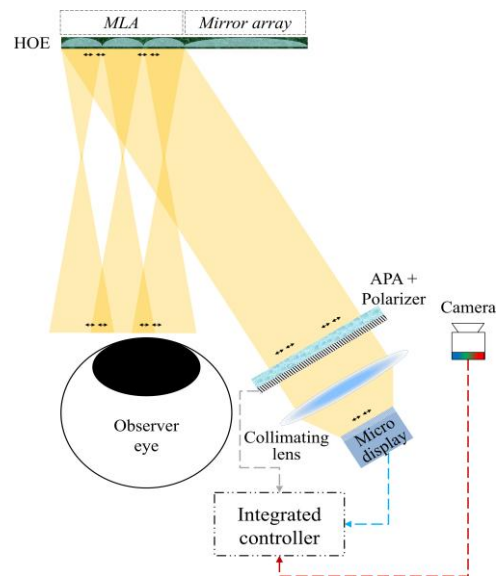 MLA
Mirror array
HOE
APA +
Polarizer
Camera
Observer
eye
Collimating
lens
Micro
display
Integrated
controller